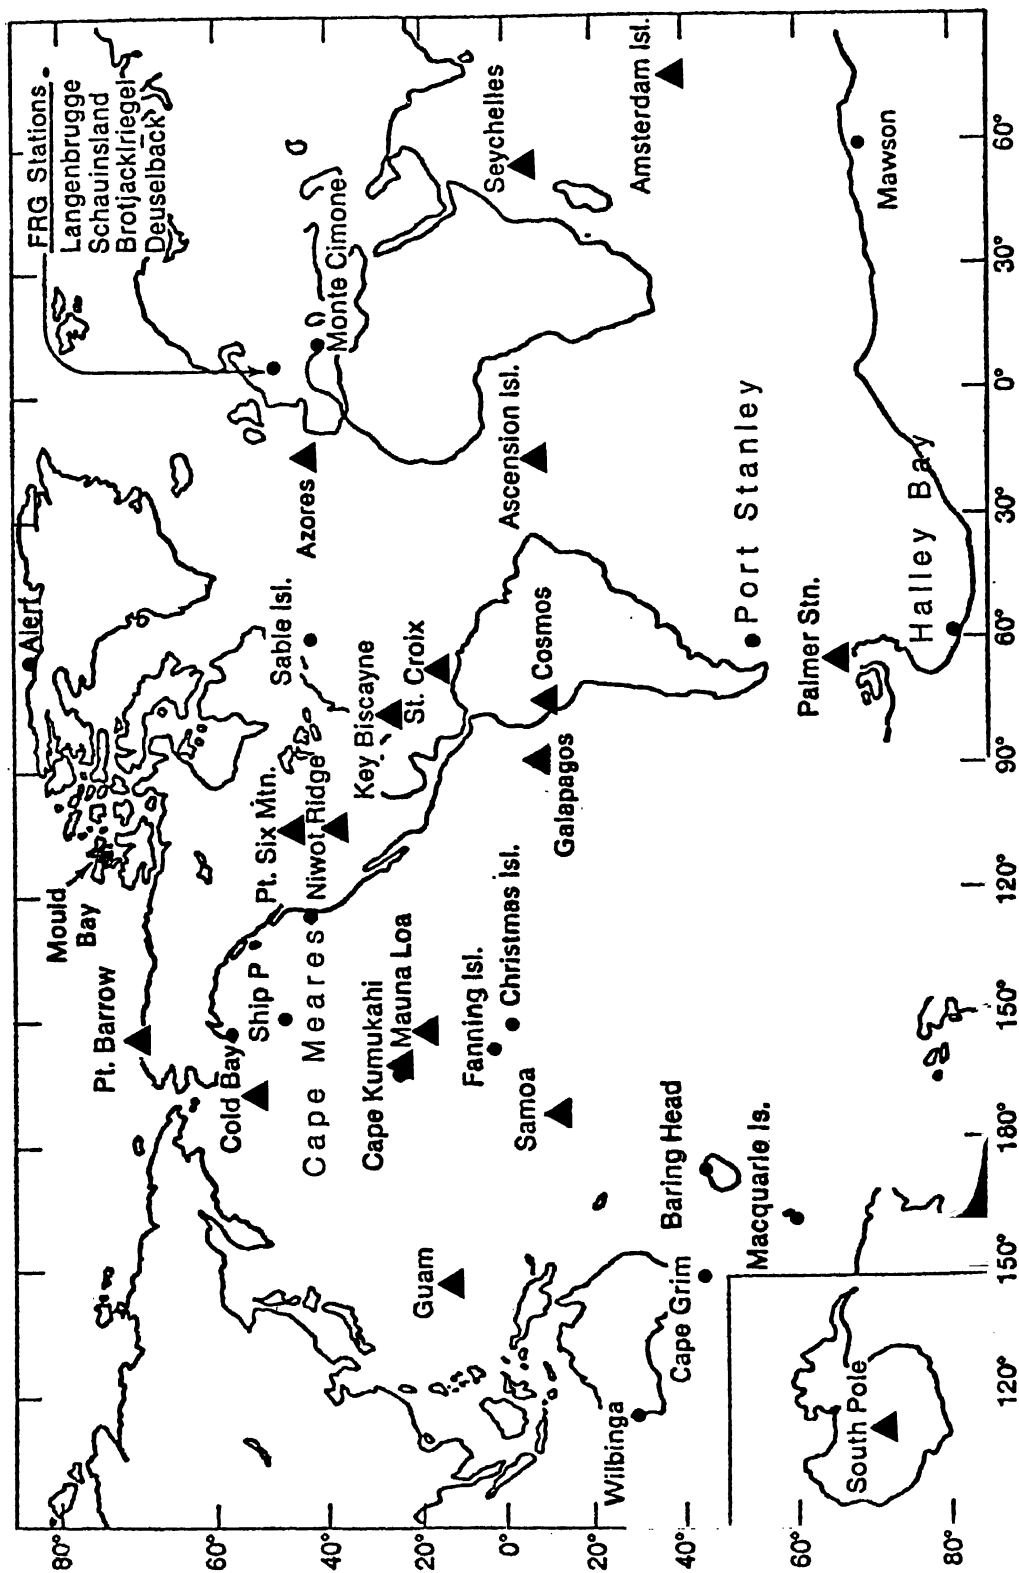 FRG Stations
Langenbrugge
Schauinsland
Brotjacklriegel
Deuselback
Alert
Mould
Bay
Pt. Barrow
Cold Bay
Ship P
Cape Meares
Pt. Six Mtn.
Niwot Ridge
Sable Isl.
Key Biscayne
St. Croix
Azores
Monte Cimone
Cape Kumukahi
Mauna Loa
Fanning Isl.
Christmas Isl.
Samoa
Guam
Galapagos
Cosmos
Ascension Isl.
Seychelles
Amsterdam Isl.
Wilbinga
Cape Grim
Baring Head
Macquarie Is.
Port Stanley
Palmer Stn.
Halley Bay
Mawson
South Pole
80°
60°
40°
20°
0°
20°
40°
60°
80°
120°
150°
180°
150°
120°
90°
60°
30°
0°
30°
60°